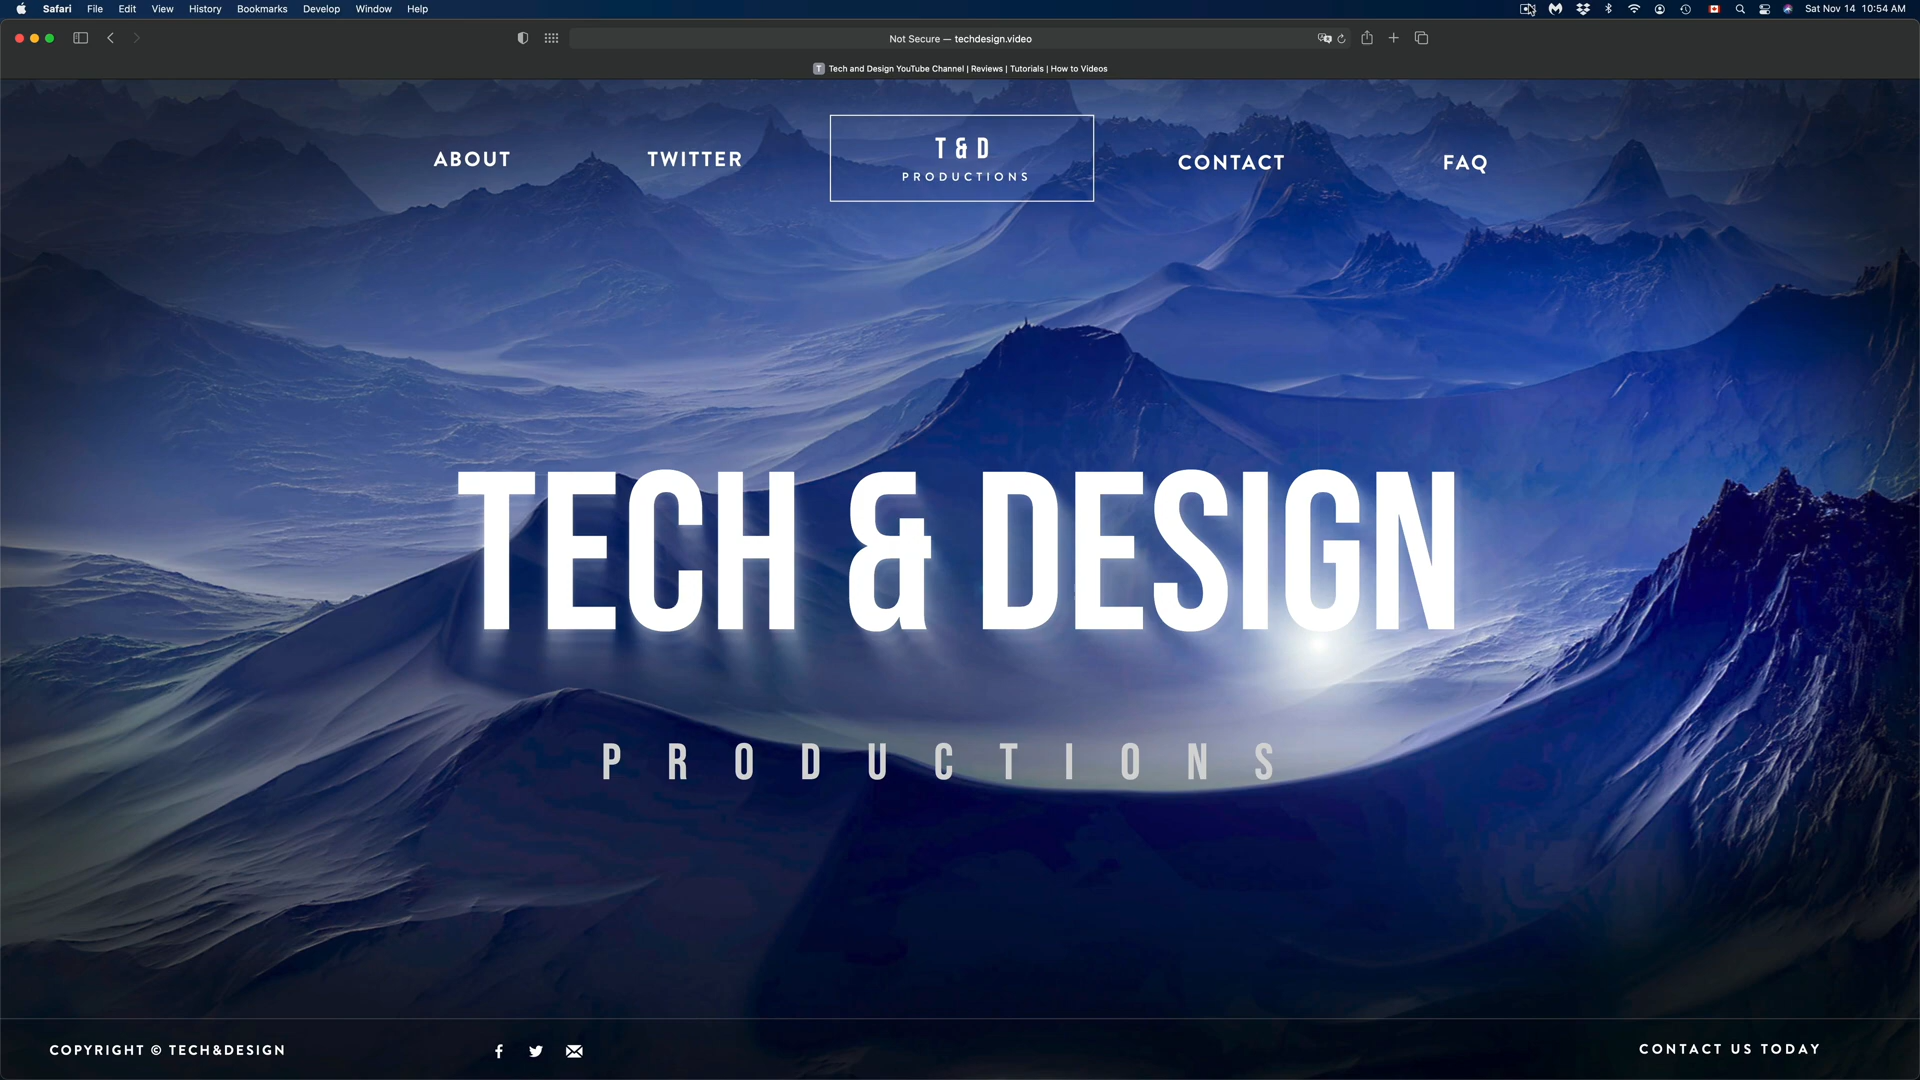 Safari File Edit View History Bookmarks Develop Window Help Sat Nov 14 10:54 AM
Not Secure — techdesign.video
T Tech and Design YouTube Channel | Reviews | Tutorials | How to Videos
ABOUT TWITTER T & D CONTACT FAQ
PRODUCTIONS
TECH & DESIGN
PRODUCTIONS
COPYRIGHT © TECH&DESIGN CONTACT US TODAY